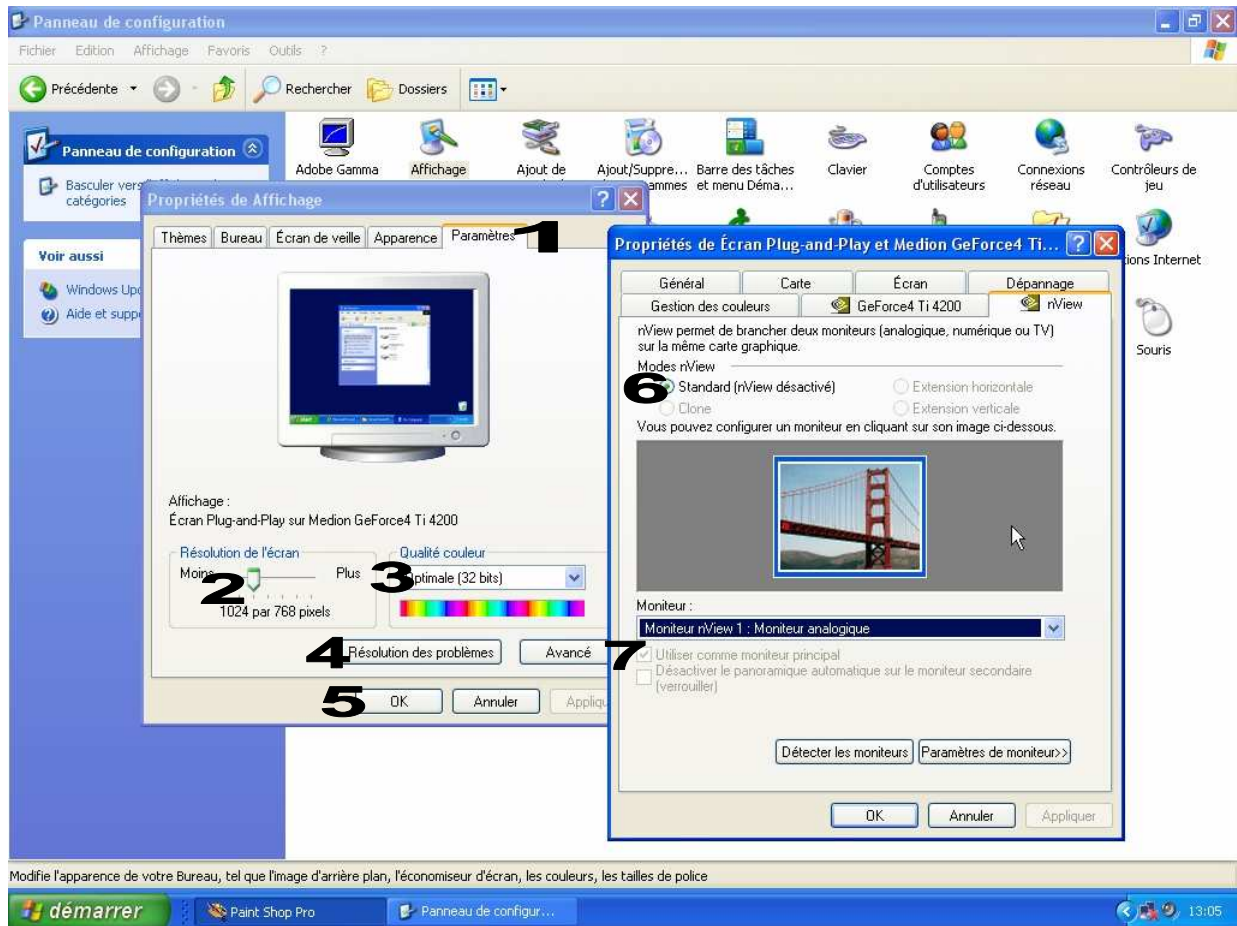 Panneau de configuration
Fichier Edition Affichage Favoris Outils ?
Précédente Rechercher Dossiers
Panneau de configuration
Basculer vers
catégories
Voir aussi
Windows Upd
Aide et suppo
Adobe Gamma
Affichage
Ajout de
Ajout/Suppre...
ammes
Barre des tâches
et menu Déma...
Clavier
Comptes
d'utilisateurs
Connexions
réseau
Contrôleurs de
jeu
ions Internet
Souris
Propriétés de Affichage
Thèmes Bureau Écran de veille Apparence Paramètres 1
Affichage :
Écran Plug-and-Play sur Medion GeForce4 Ti 4200
Résolution de l'écran
Moins 2 Plus
1024 par 768 pixels
Qualité couleur
3 Optimale (32 bits)
4 Résolution des problèmes Avancé
5 OK Annuler Appliqu
Propriétés de Écran Plug-and-Play et Medion GeForce4 Ti...
Général Carte Écran Dépannage
Gestion des couleurs GeForce4 Ti 4200 nView
nView permet de brancher deux moniteurs (analogique, numérique ou TV)
sur la même carte graphique.
Modes nView
6 Standard (nView désactivé) Extension horizontale
Clone Extension verticale
Vous pouvez configurer un moniteur en cliquant sur son image ci-dessous.
Moniteur :
Moniteur nView 1 : Moniteur analogique
7 Utiliser comme moniteur principal
Désactiver le panoramique automatique sur le moniteur secondaire
(verrouiller)
Détecter les moniteurs Paramètres de moniteur>>
OK Annuler Appliquer
Modifie l'apparence de votre Bureau, tel que l'image d'arrière plan, l'économiseur d'écran, les couleurs, les tailles de police
démarrer Paint Shop Pro Panneau de configur... 13:05